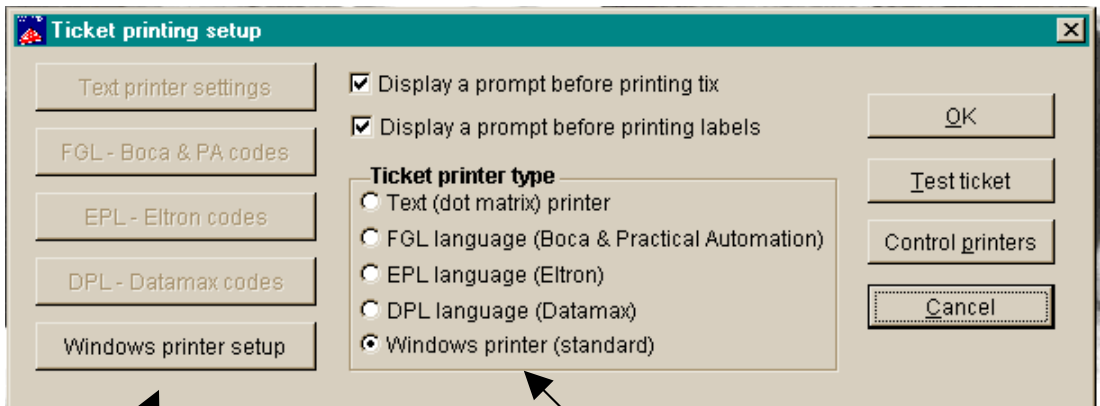 Ticket printing setup
Text printer settings
FGL - Boca & PA codes
EPL - Eltron codes
DPL - Datamax codes
Windows printer setup
Display a prompt before printing tix
Display a prompt before printing labels
Ticket printer type
Text (dot matrix) printer
FGL language (Boca & Practical Automation)
EPL language (Eltron)
DPL language (Datamax)
Windows printer (standard)
OK
Test ticket
Control printers
Cancel